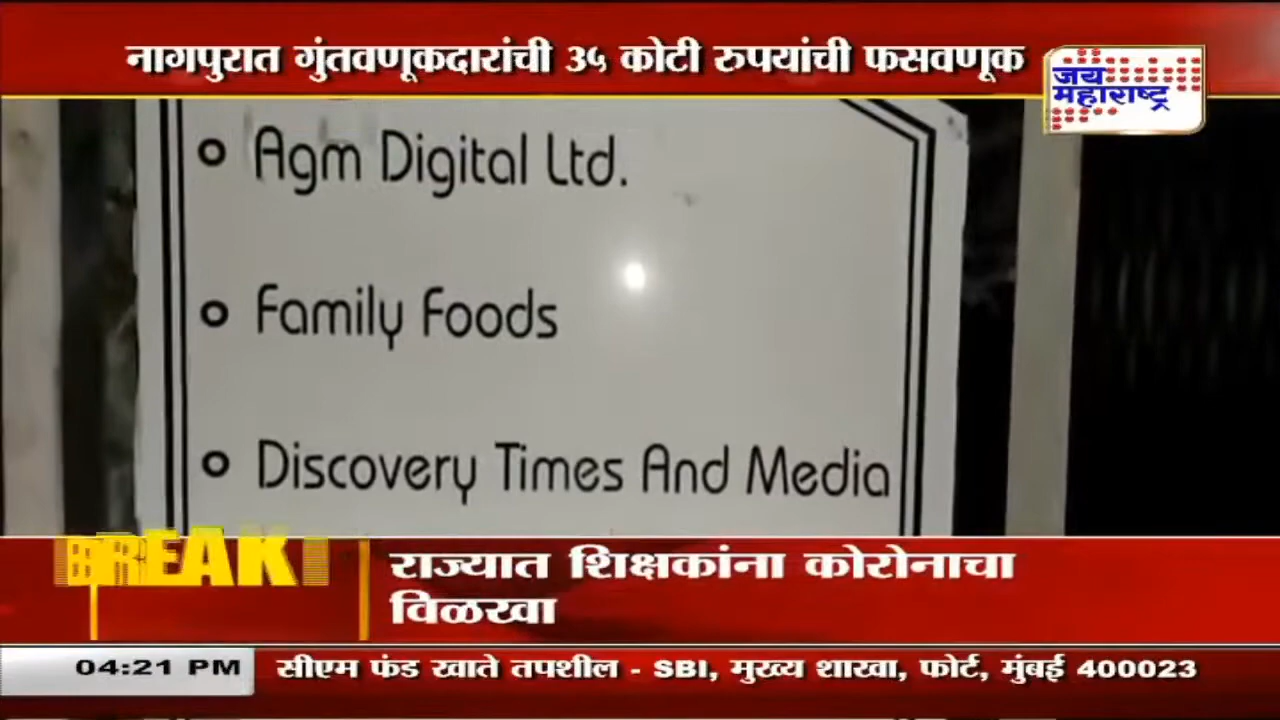 नागपुरात गुंतवणूकदारांची ३५ कोटी रुपयांची फसवणूक
जय
महाराष्ट्र
Agm Digital Ltd.
Family Foods
Discovery Times And Media
BREAK
राज्यात शिक्षकांना कोरोनाचा
विळखा
04:21 PM
सीएम फंड खाते तपशील - SBI, मुख्य शाखा, फोर्ट, मुंबई 400023